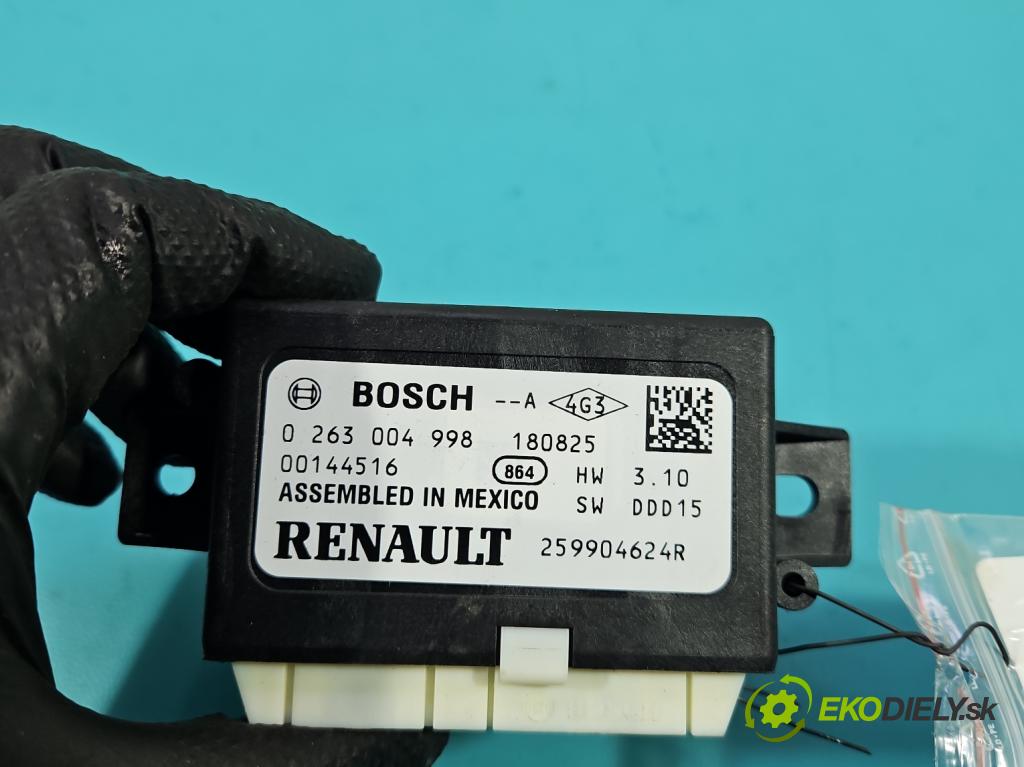 BOSCH --A 4G3
0 263 004 998 180825
00144516 864 HW 3.10
ASSEMBLED IN MEXICO SW DDD15
RENAULT 259904624R
EKODIELY.sk